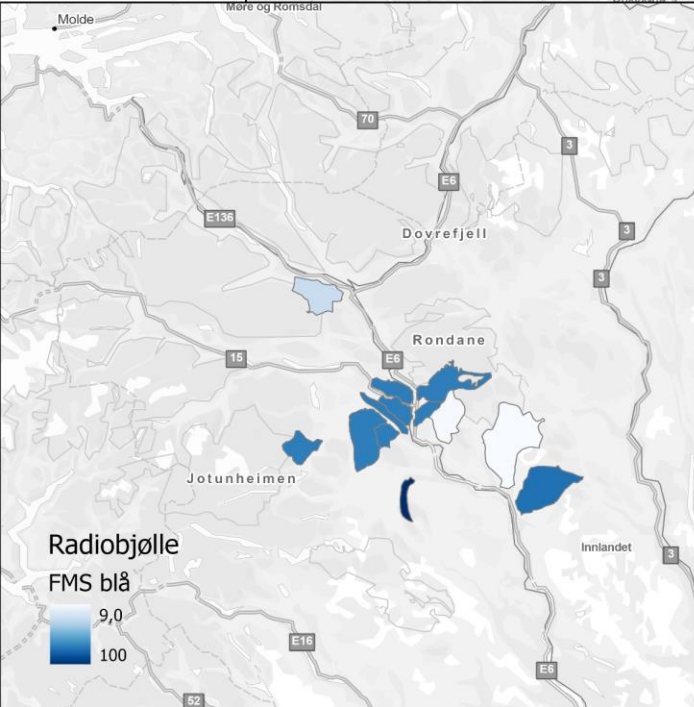 Møre og Romsdal
Molde
70
3
E6
E136
3
Dovrefjell
3
Rondane
15
E6
Jotunheimen
Radiobjølle
Innlandet
FMS blå
3
9,0
100
E16
E6
52